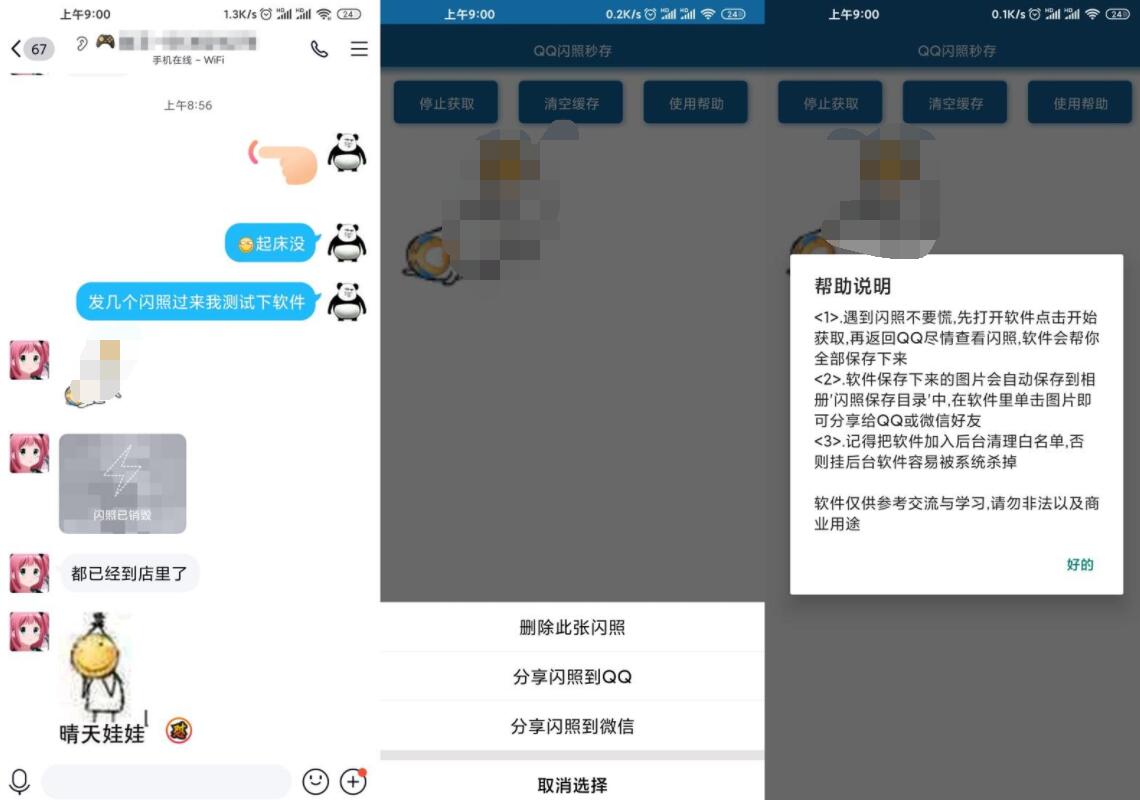 上午9:00
1.3K/s
24
67
手机在线 - WiFi
上午8:56
起床没
发几个闪照过来我测试下软件
闪照已销毁
都已经到店里了
晴天娃娃
上午9:00
0.2K/s
24
QQ闪照秒存
停止获取
清空缓存
使用帮助
删除此张闪照
分享闪照到QQ
分享闪照到微信
取消选择
上午9:00
0.1K/s
24
QQ闪照秒存
停止获取
清空缓存
使用帮助
帮助说明
<1>.遇到闪照不要慌,先打开软件点击开始
获取,再返回QQ尽情查看闪照,软件会帮你
全部保存下来
<2>.软件保存下来的图片会自动保存到相
册'闪照保存目录'中,在软件里单击图片即
可分享给QQ或微信好友
<3>.记得把软件加入后台清理白名单,否
则挂后台软件容易被系统杀掉
软件仅供参考交流与学习,请勿非法以及商
业用途
好的